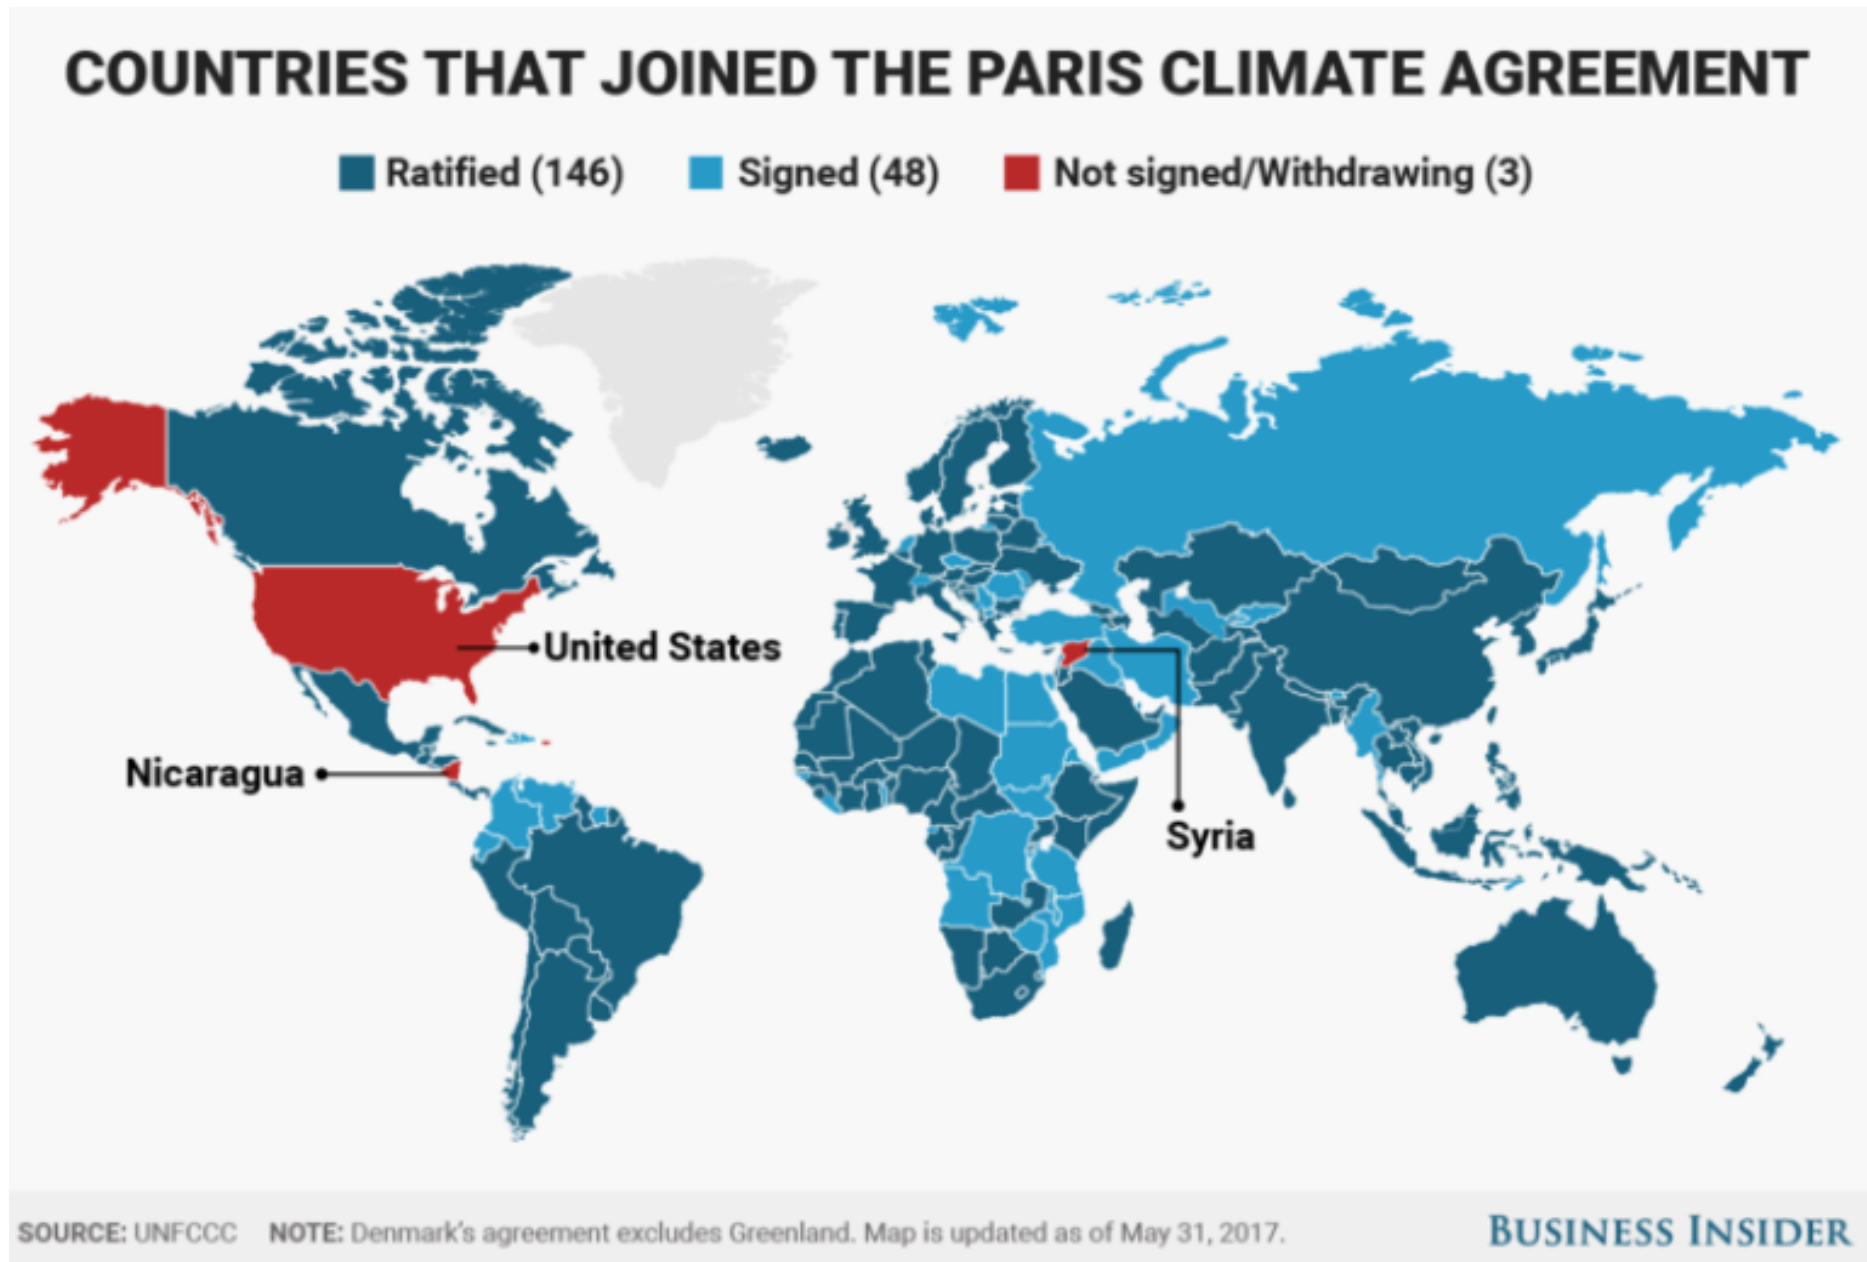 COUNTRIES THAT JOINED THE PARIS CLIMATE AGREEMENT
Ratified (146) Signed (48) Not signed/Withdrawing (3)
United States
Nicaragua
Syria
SOURCE: UNFCCC NOTE: Denmark's agreement excludes Greenland. Map is updated as of May 31, 2017.
BUSINESS INSIDER